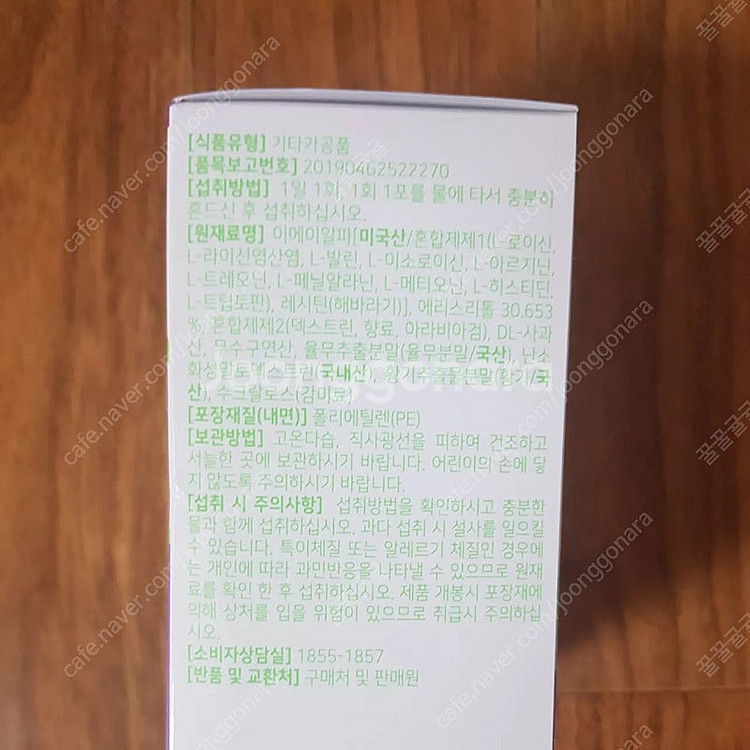 [식품유형] 기타가공품
[품목보고번호] 20190462522270
[섭취방법] 1일 1회, 1회 1포를 물에 타서 충분히
흔드신 후 섭취하십시오.
[원재료명] 이에이알피[미국산/혼합제제1(L-로이신,
L-라이신염산염, L-발린, L-이소로이신, L-아르지닌,
L-트레오닌, L-페닐알라닌, L-메티오닌, L-히스티딘,
L-트립토판), 레시틴(해바라기)], 에리스리톨 30.653
%, 혼합제제2(덱스트린, 향료, 아라비아검), DL-사과
산, 무수구연산, 율무추출분말(율무분말/국산), 난소
화성말토덱스트린(국내산), 황기추출물분말(황기/국
산), 수크랄로스(감미료)
[포장재질(내면)] 폴리에틸렌(PE)
[보관방법] 고온다습, 직사광선을 피하여 건조하고
서늘한 곳에 보관하시기 바랍니다. 어린이의 손에 닿
지 않도록 주의하시기 바랍니다.
[섭취 시 주의사항] 섭취방법을 확인하시고 충분한
물과 함께 섭취하십시오. 과다 섭취 시 설사를 일으킬
수 있습니다. 특이체질 또는 알레르기 체질인 경우에
는 개인에 따라 과민반응을 나타낼 수 있으므로 원재
료를 확인 한 후 섭취하십시오. 제품 개봉시 포장재에
의해 상처를 입을 위험이 있으므로 취급시 주의하십
시오.
[소비자상담실] 1855-1857
[반품 및 교환처] 구매처 및 판매원
joonggonara
cafe.naver.com/joonggonara
꿀꿀꿀